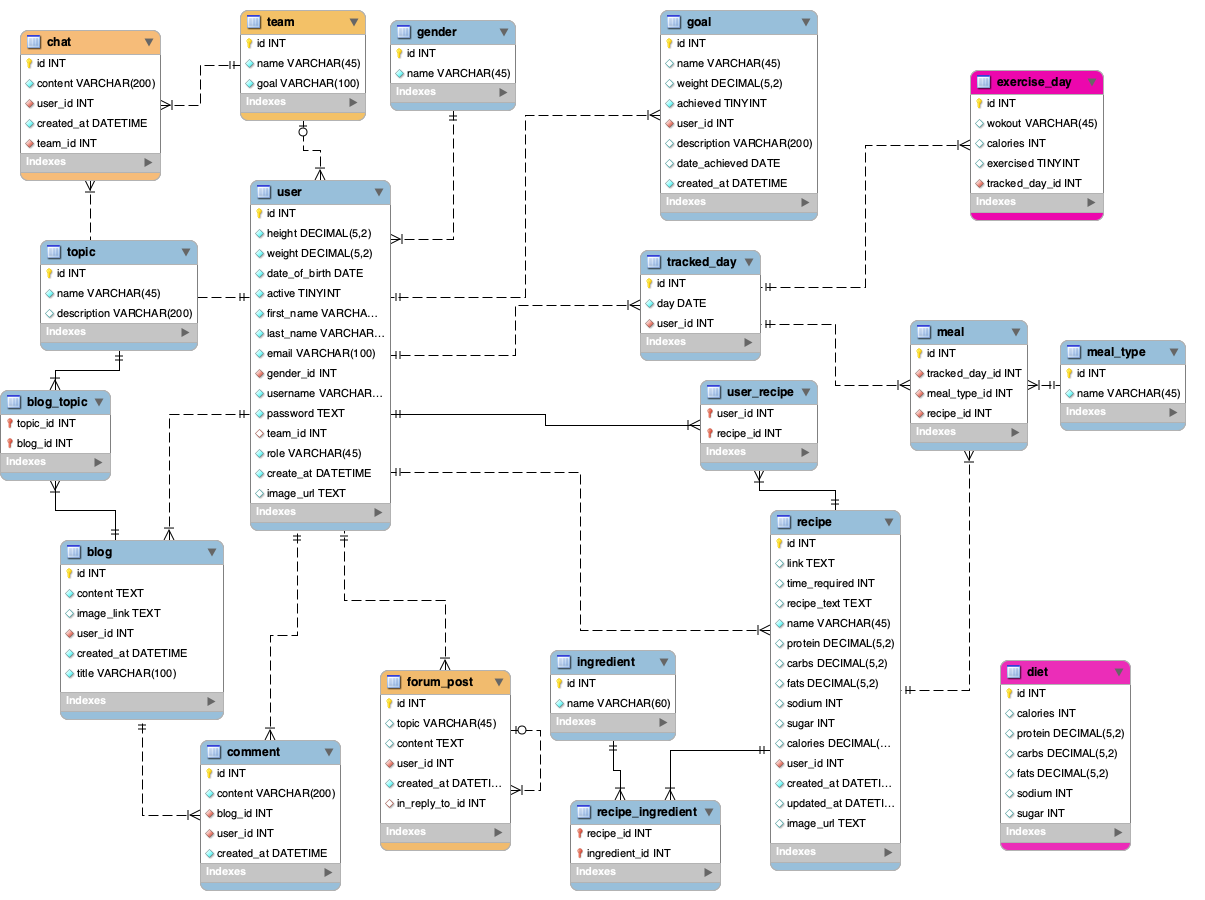 chat
id INT
content VARCHAR(200)
user_id INT
created_at DATETIME
team_id INT
Indexes
team
id INT
name VARCHAR(45)
goal VARCHAR(100)
Indexes
gender
id INT
name VARCHAR(45)
Indexes
goal
id INT
name VARCHAR(45)
weight DECIMAL(5,2)
achieved TINYINT
user_id INT
description VARCHAR(200)
date_achieved DATE
created_at DATETIME
Indexes
exercise_day
id INT
wokout VARCHAR(45)
calories INT
exercised TINYINT
tracked_day_id INT
Indexes
topic
id INT
name VARCHAR(45)
description VARCHAR(200)
Indexes
user
id INT
height DECIMAL(5,2)
weight DECIMAL(5,2)
date_of_birth DATE
active TINYINT
first_name VARCHA...
last_name VARCHAR...
email VARCHAR(100)
gender_id INT
username VARCHAR...
password TEXT
team_id INT
role VARCHAR(45)
create_at DATETIME
image_url TEXT
Indexes
tracked_day
id INT
day DATE
user_id INT
Indexes
meal
id INT
tracked_day_id INT
meal_type_id INT
recipe_id INT
Indexes
meal_type
id INT
name VARCHAR(45)
Indexes
blog_topic
topic_id INT
blog_id INT
Indexes
user_recipe
user_id INT
recipe_id INT
Indexes
blog
id INT
content TEXT
image_link TEXT
user_id INT
created_at DATETIME
title VARCHAR(100)
Indexes
recipe
id INT
link TEXT
time_required INT
recipe_text TEXT
name VARCHAR(45)
protein DECIMAL(5,2)
carbs DECIMAL(5,2)
fats DECIMAL(5,2)
sodium INT
sugar INT
calories DECIMAL(...
user_id INT
created_at DATETI...
updated_at DATETI...
image_url TEXT
Indexes
comment
id INT
content VARCHAR(200)
blog_id INT
user_id INT
created_at DATETIME
Indexes
forum_post
id INT
topic VARCHAR(45)
content TEXT
user_id INT
created_at DATETI...
in_reply_to_id INT
Indexes
ingredient
id INT
name VARCHAR(60)
Indexes
recipe_ingredient
recipe_id INT
ingredient_id INT
Indexes
diet
id INT
calories INT
protein DECIMAL(5,2)
carbs DECIMAL(5,2)
fats DECIMAL(5,2)
sodium INT
sugar INT
Indexes